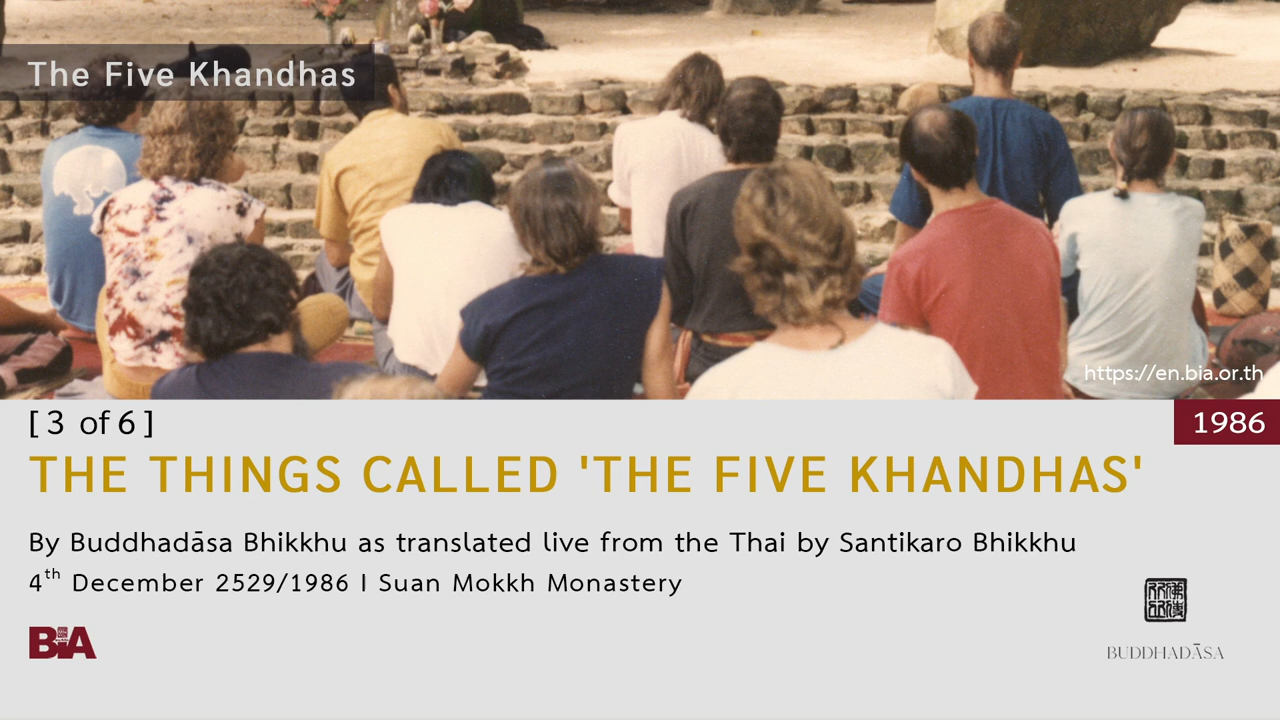 The Five Khandhas
https://en.bia.or.th
[ 3 of 6 ]
1986
THE THINGS CALLED 'THE FIVE KHANDHAS'
By Buddhadāsa Bhikkhu as translated live from the Thai by Santikaro Bhikkhu
4th December 2529/1986 I Suan Mokkh Monastery
BIA
BUDDHADĀSA